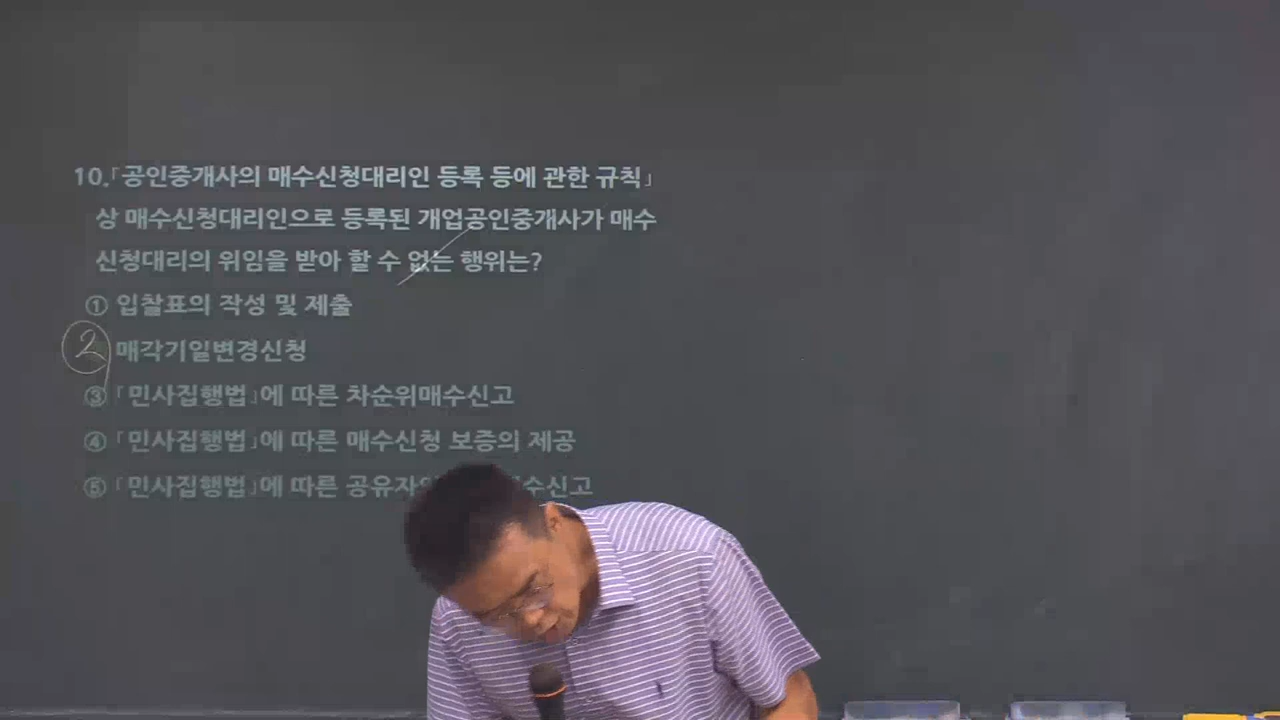 10.「공인중개사의 매수신청대리인 등록 등에 관한 규칙」
상 매수신청대리인으로 등록된 개업공인중개사가 매수
신청대리의 위임을 받아 할 수 없는 행위는?
① 입찰표의 작성 및 제출
2 매각기일변경신청
③ 「민사집행법」에 따른 차순위매수신고
④ 「민사집행법」에 따른 매수신청 보증의 제공
⑤ 「민사집행법」에 따른